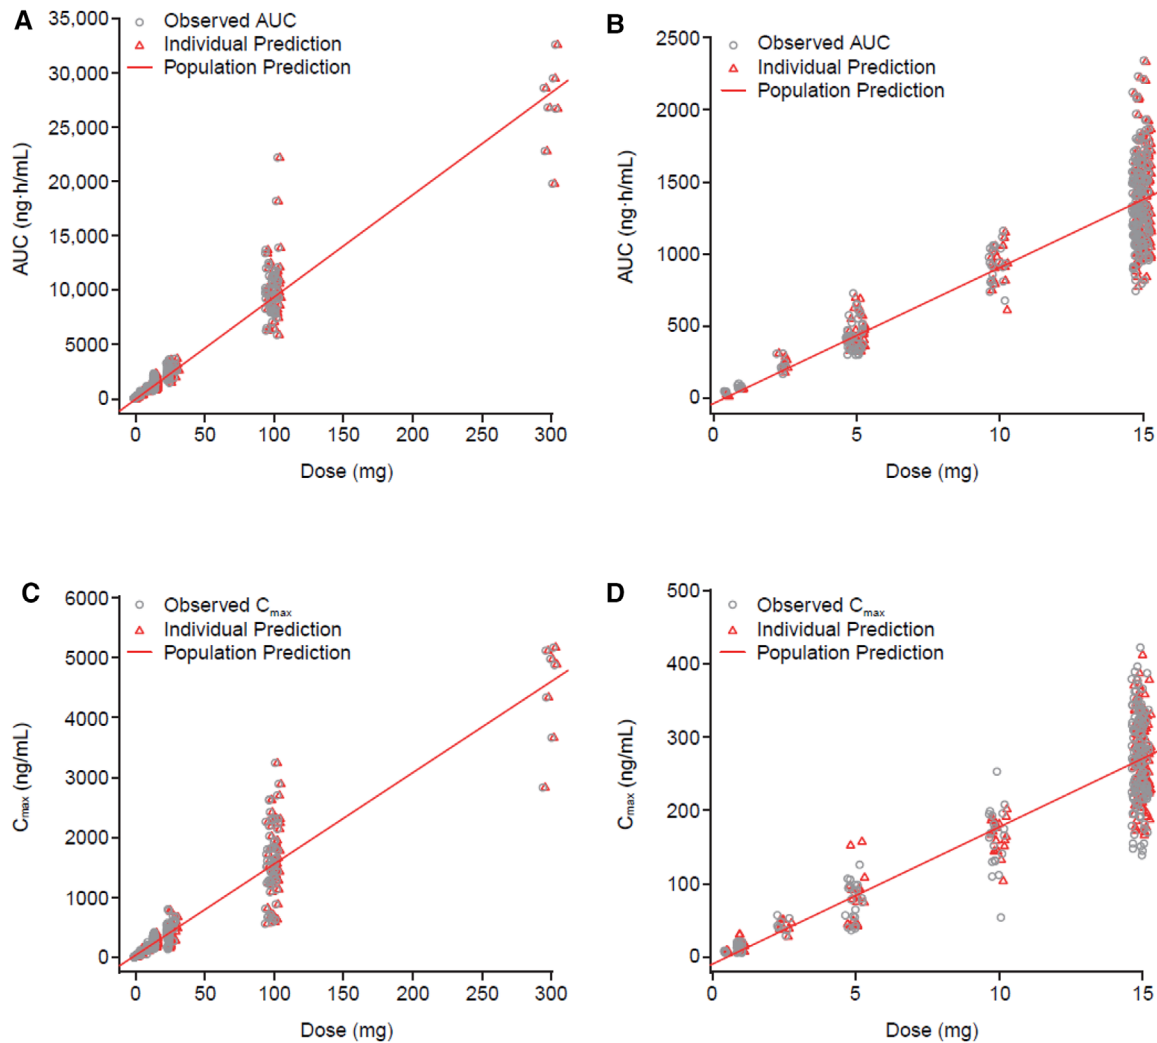 A
35,000
30,000
25,000
20,000
15,000
10,000
5000
0
AUC (ng·h/mL)
Observed AUC
Individual Prediction
Population Prediction
0 50 100 150 200 250 300
Dose (mg)
B
2500
2000
1500
1000
500
0
AUC (ng·h/mL)
Observed AUC
Individual Prediction
Population Prediction
0 5 10 15
Dose (mg)
C
6000
5000
4000
3000
2000
1000
0
Cmax (ng/mL)
Observed Cmax
Individual Prediction
Population Prediction
0 50 100 150 200 250 300
Dose (mg)
D
500
400
300
200
100
0
Cmax (ng/mL)
Observed Cmax
Individual Prediction
Population Prediction
0 5 10 15
Dose (mg)